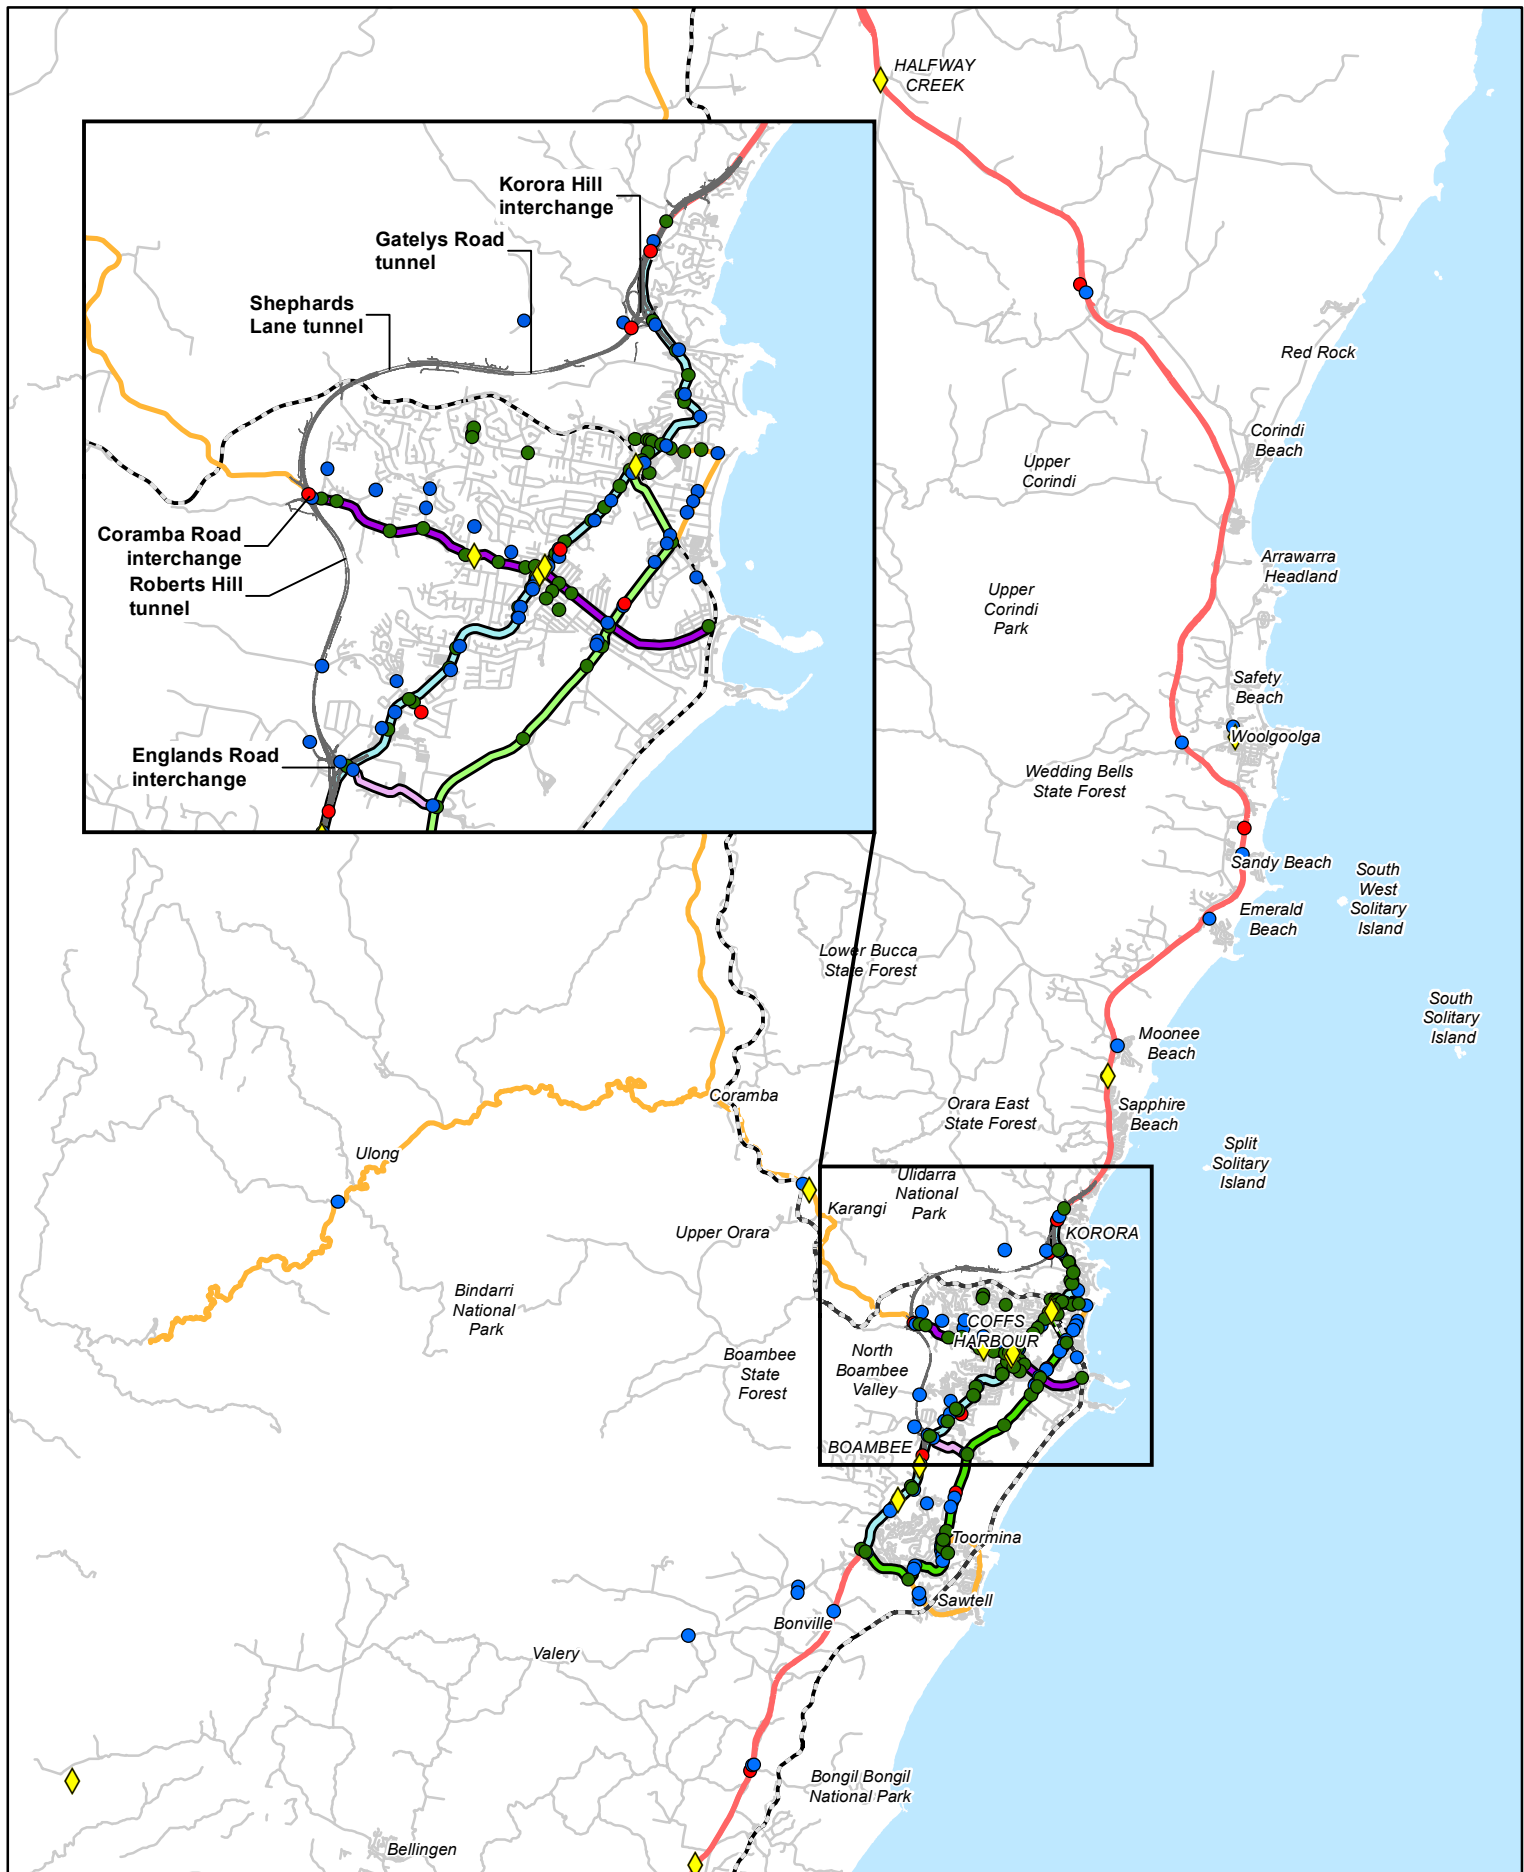 HALFWAY
CREEK
Korora Hill
interchange
Gatelys Road
tunnel
Shephards
Lane tunnel
Coramba Road
interchange
Roberts Hill
tunnel
Englands Road
interchange
Red Rock
Corindi
Beach
Upper
Corindi
Arrawarra
Headland
Upper
Corindi
Park
Safety
Beach
Woolgoolga
Wedding Bells
State Forest
Sandy Beach
South
West
Solitary
Island
Emerald
Beach
Lower Bucca
State Forest
South
Solitary
Island
Moonee
Beach
Coramba
Orara East
State Forest
Sapphire
Beach
Split
Solitary
Island
Ulong
Ulidarra
National
Park
Karangi
Upper Orara
KORORA
Bindarri
National
Park
COFFS
HARBOUR
North
Boambee
Valley
Boambee
State
Forest
BOAMBEE
Toormina
Sawtell
Bonville
Valery
Bongil Bongil
National Park
Bellingen